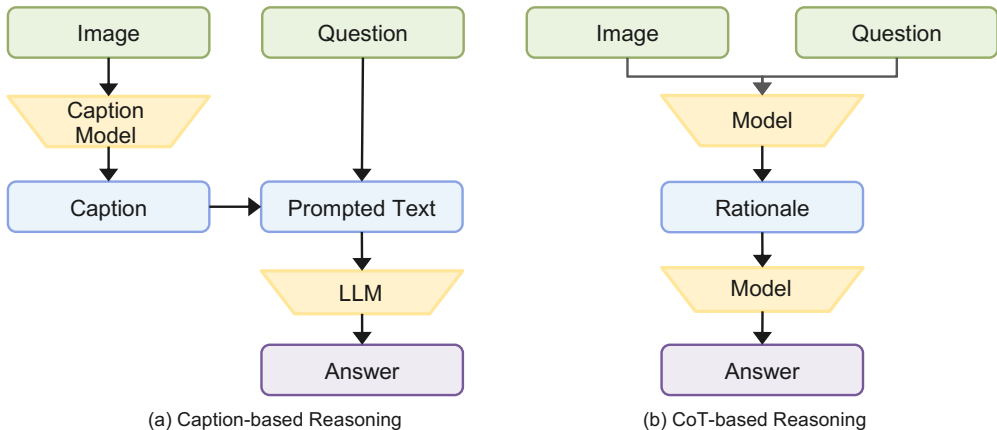 Image
Question
Caption
Model
Caption
Prompted Text
LLM
Answer
(a) Caption-based Reasoning
Image
Question
Model
Rationale
Model
Answer
(b) CoT-based Reasoning